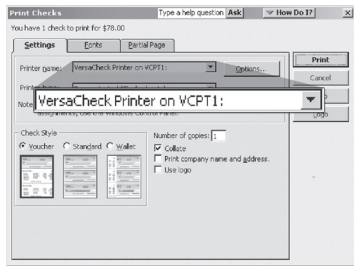 Print Checks
Type a help question Ask
How Do I?
You have 1 check to print for $78.00
Settings
Fonts
Partial Page
Print
Printer name:
VersaCheck Printer on VCPT1:
Options...
Cancel
VersaCheck Printer on VCPT1:
Note
assignments, use the Windows Control Panel.
Logo
Check Style
Voucher
Standard
Wallet
Number of copies: 1
Collate
Print company name and address.
Use logo